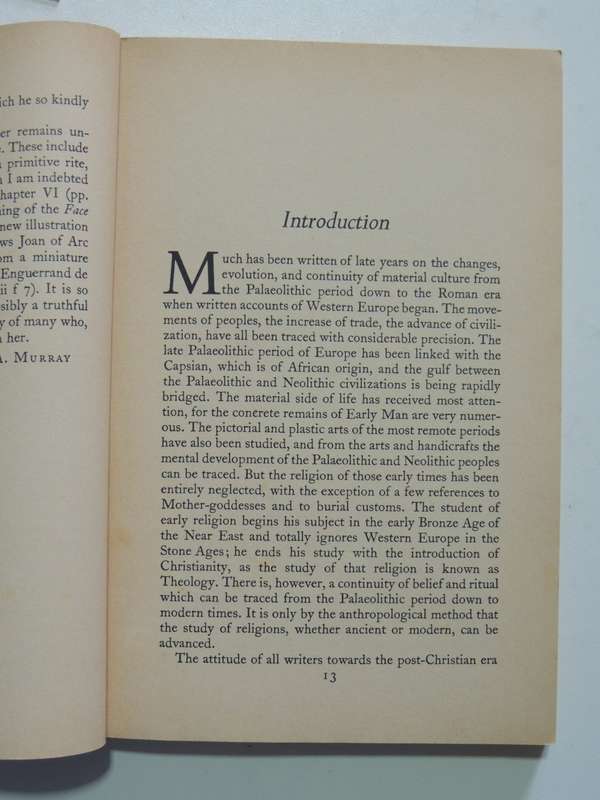 ich he so kindly
er remains un-
. These include
primitive rite,
I am indebted
hapter VI (pp.
ning of the Face
new illustration
ws Joan of Arc
om a miniature
Enguerrand de
ii f 7). It is so
sibly a truthful
y of many who,
her.
A. MURRAY
Introduction
Much has been written of late years on the changes,
evolution, and continuity of material culture from
the Palaeolithic period down to the Roman era
when written accounts of Western Europe began. The move-
ments of peoples, the increase of trade, the advance of civili-
zation, have all been traced with considerable precision. The
late Palaeolithic period of Europe has been linked with the
Capsian, which is of African origin, and the gulf between
the Palaeolithic and Neolithic civilizations is being rapidly
bridged. The material side of life has received most atten-
tion, for the concrete remains of Early Man are very numer-
ous. The pictorial and plastic arts of the most remote periods
have also been studied, and from the arts and handicrafts the
mental development of the Palaeolithic and Neolithic peoples
can be traced. But the religion of those early times has been
entirely neglected, with the exception of a few references to
Mother-goddesses and to burial customs. The student of
early religion begins his subject in the early Bronze Age of
the Near East and totally ignores Western Europe in the
Stone Ages; he ends his study with the introduction of
Christianity, as the study of that religion is known as
Theology. There is, however, a continuity of belief and ritual
which can be traced from the Palaeolithic period down to
modern times. It is only by the anthropological method that
the study of religions, whether ancient or modern, can be
advanced.
The attitude of all writers towards the post-Christian era
13